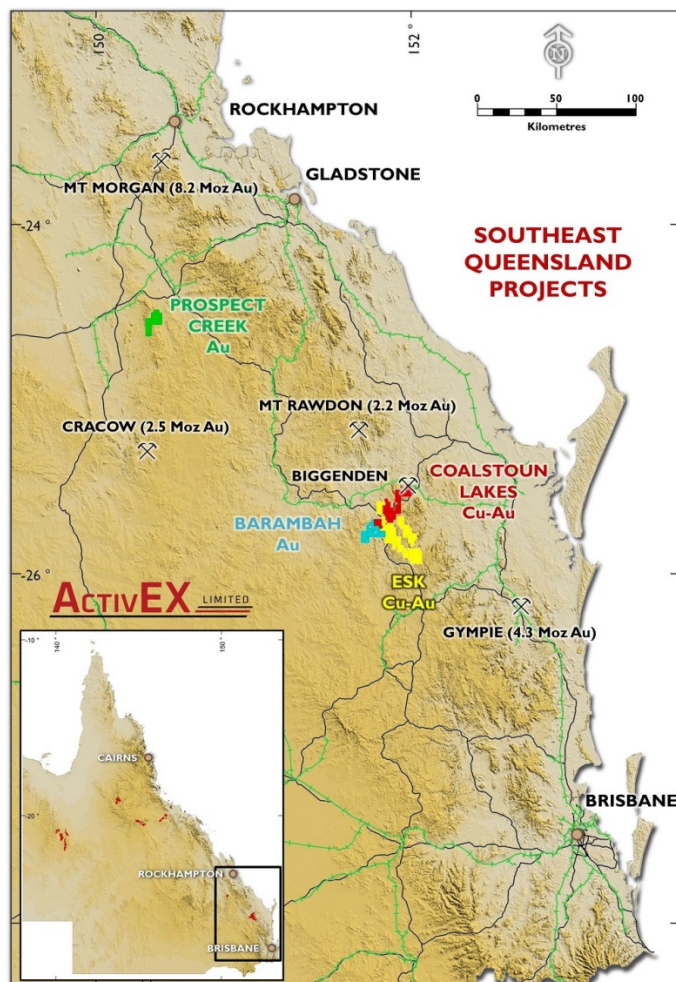 150°
152°
N
0
50
100
Kilometres
ROCKHAMPTON
MT MORGAN (8.2 Moz Au)
GLADSTONE
-24°
SOUTHEAST
QUEENSLAND
PROJECTS
PROSPECT
CREEK
Au
MT RAWDON (2.2 Moz Au)
CRACOW (2.5 Moz Au)
BIGGENDEN
COALSTOUN
LAKES
Cu-Au
BARAMBAH
Au
-26°
ESK
Cu-Au
ACTIVEX
LIMITED
GYMPIE (4.3 Moz Au)
BRISBANE
-10°
140
150
CAIRNS
-20°
ROCKHAMPTON
BRISBANE